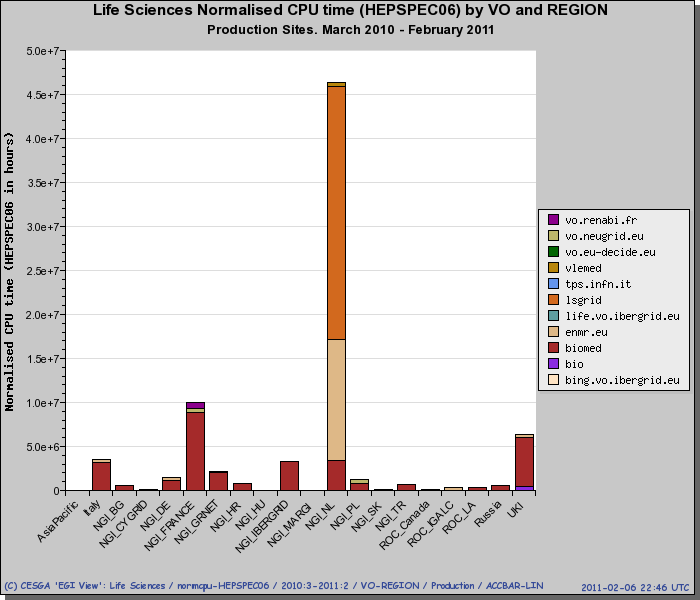 Life Sciences Normalised CPU time (HEPSPEC06) by VO and REGION
Production Sites. March 2010 - February 2011
Normalised CPU time (HEPSPEC06 in hours)
5.0e+7
4.5e+7
4.0e+7
3.5e+7
3.0e+7
2.5e+7
2.0e+7
1.5e+7
1.0e+7
5.0e+6
0
AsiaPacific
Italy
NGI_BG
NGI_CYGRID
NGI_DE
NGI_FRANCE
NGI_GRNET
NGI_HR
NGI_HU
NGI_IBERGRID
NGI_MARGI
NGI_NL
NGI_PL
NGI_SK
NGI_TR
ROC_Canada
ROC_IGALC
ROC_LA
Russia
UKI
vo.renabi.fr
vo.neugrid.eu
vo.eu-decide.eu
vlemed
tps.infn.it
lsgrid
life.vo.ibergrid.eu
enmr.eu
biomed
bio
bing.vo.ibergrid.eu
(C) CESGA 'EGI View': Life Sciences / normcpu-HEPSPEC06 / 2010:3-2011:2 / VO-REGION / Production / ACCBAR-LIN
2011-02-06 22:46 UTC